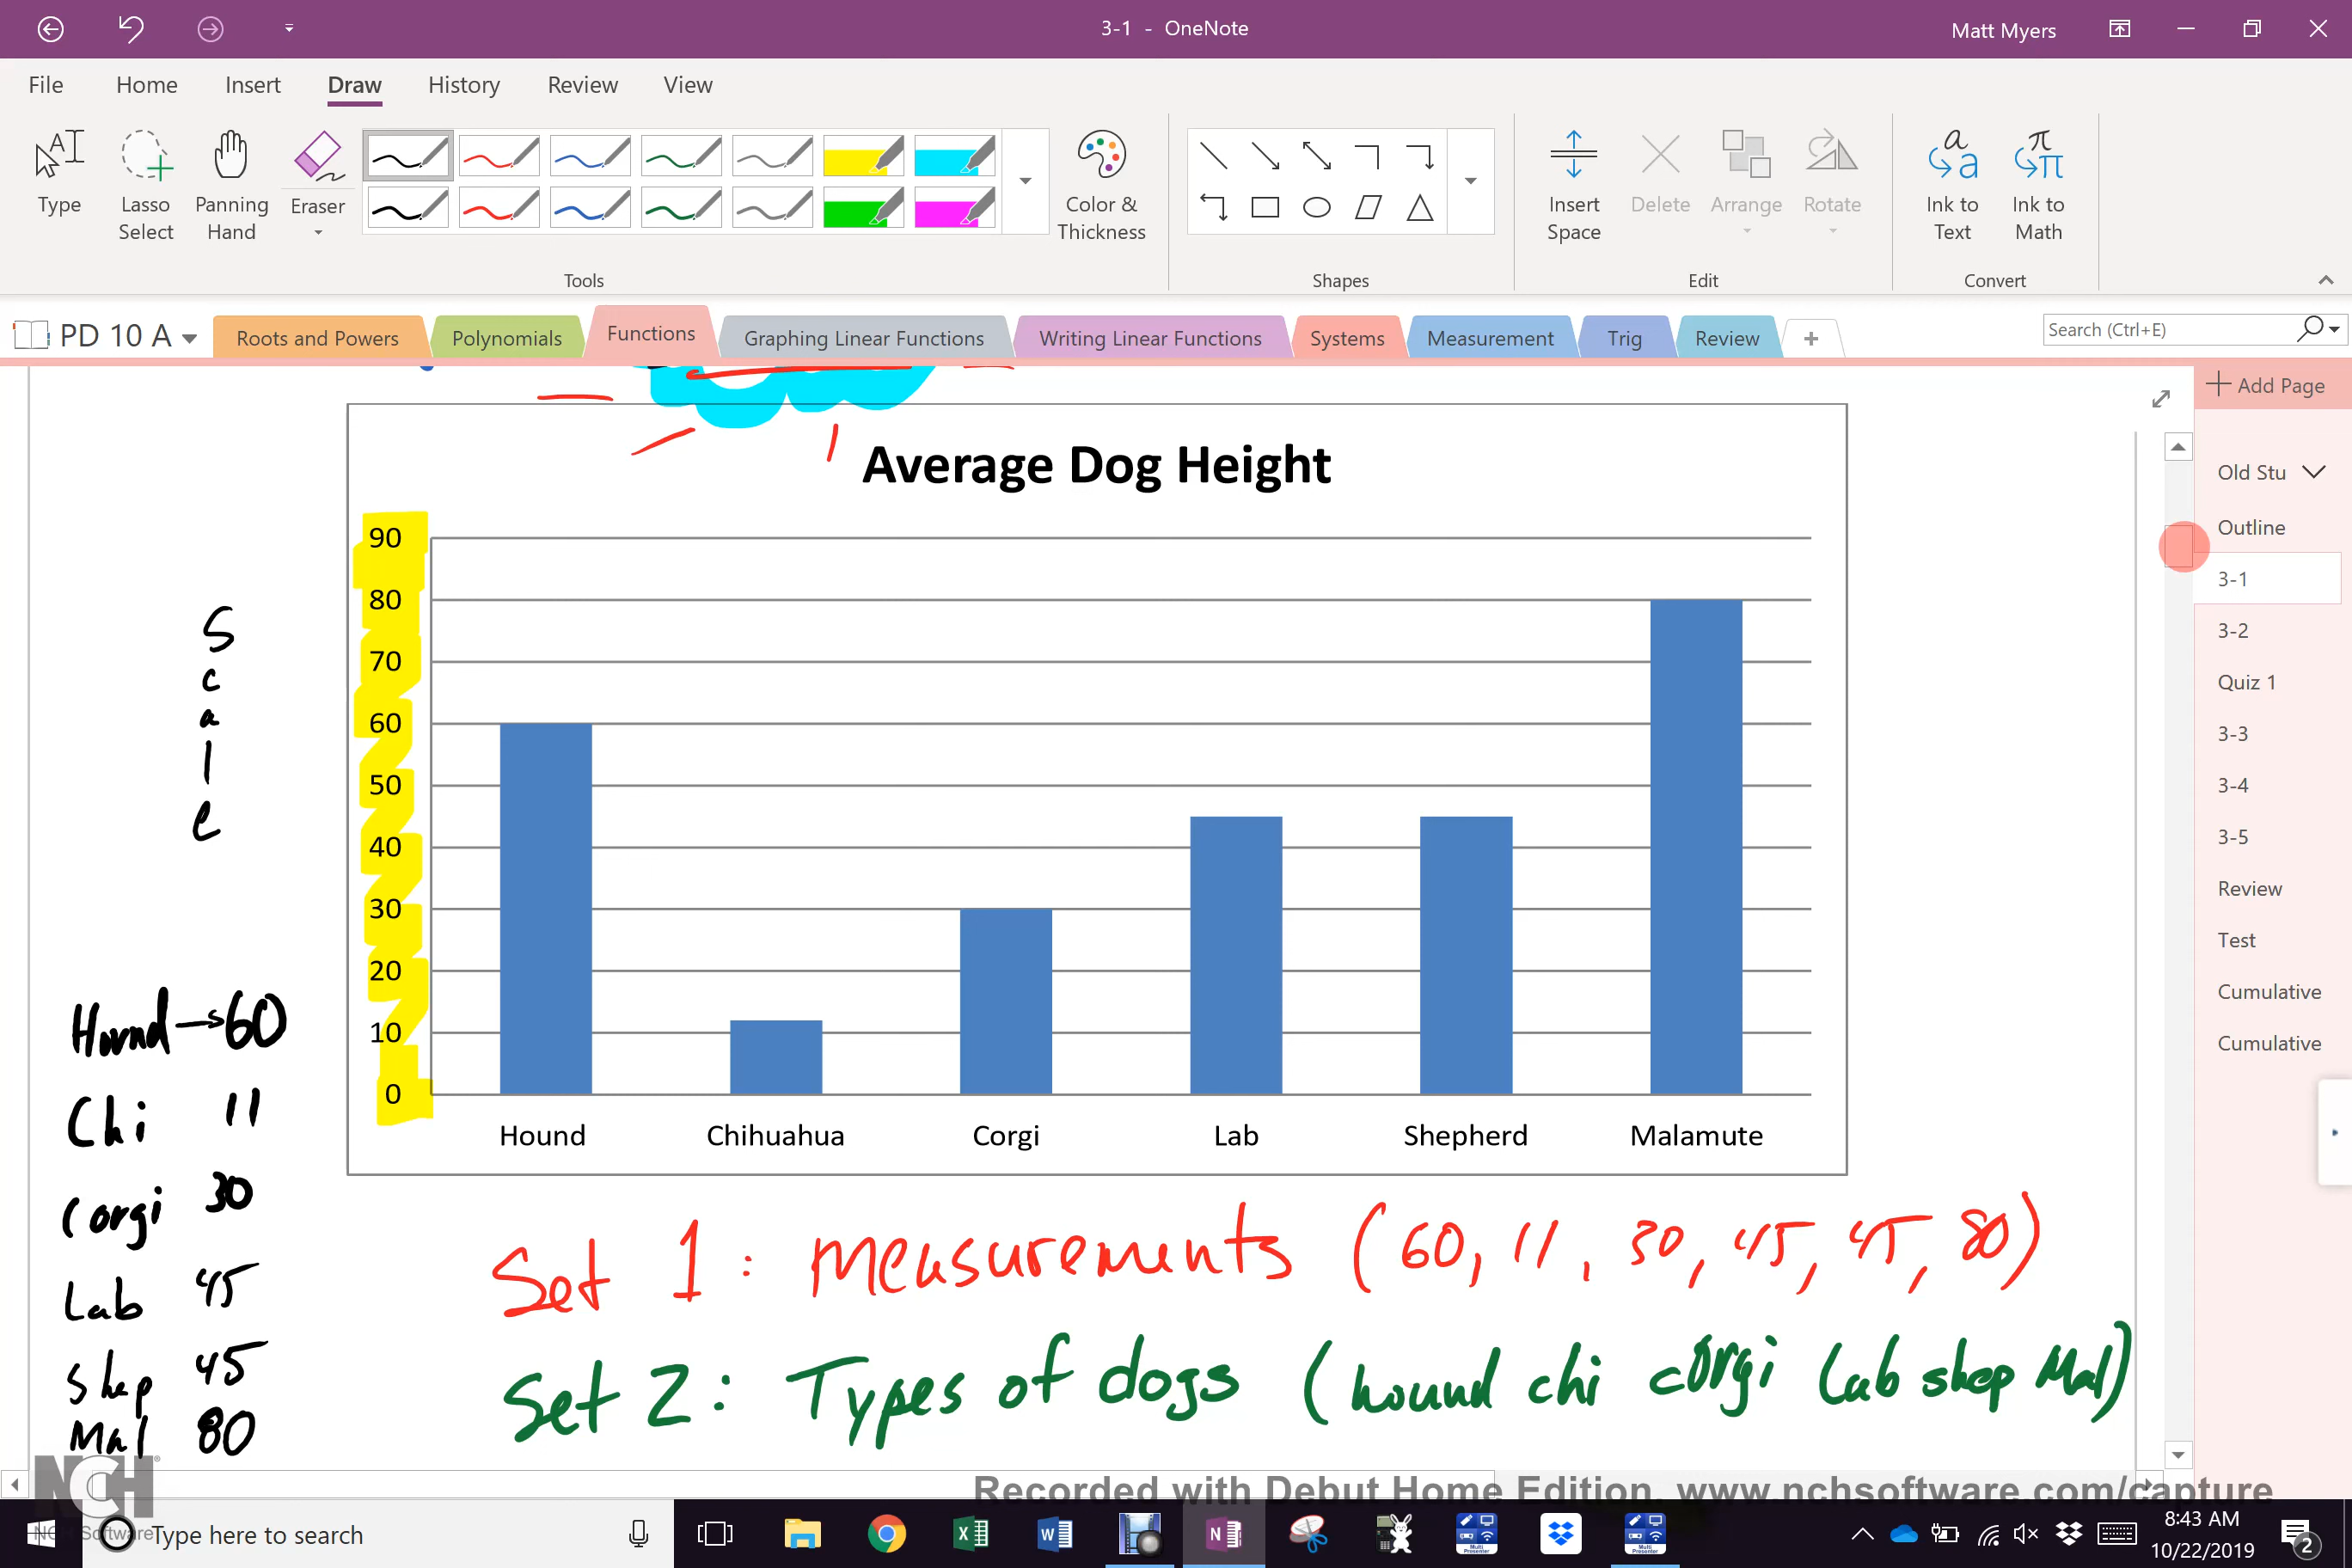 3-1 - OneNote
Matt Myers
File Home Insert Draw History Review View
Type
Lasso Select
Panning Hand
Eraser
Color & Thickness
Insert Space
Delete
Arrange
Rotate
Ink to Text
Ink to Math
Tools
Shapes
Edit
Convert
PD 10 A
Roots and Powers
Polynomials
Functions
Graphing Linear Functions
Writing Linear Functions
Systems
Measurement
Trig
Review
Search (Ctrl+E)
Add Page
Old Stu
Outline
3-1
3-2
Quiz 1
3-3
3-4
3-5
Review
Test
Cumulative
Cumulative
Average Dog Height
90
80
70
60
50
40
30
20
10
0
Hound Chihuahua Corgi Lab Shepherd Malamute
Scale
Hound → 60
Chi 11
Corgi 30
Lab 45
Shep 45
Mal 80
Set 1: Measurements (60, 11, 30, 45, 45, 80)
Set 2: Types of dogs (hound chi corgi lab shep Mal)
NCH
NCH Software
Recorded with Debut Home Edition. www.nchsoftware.com/capture
Type here to search
8:43 AM
10/22/2019
2